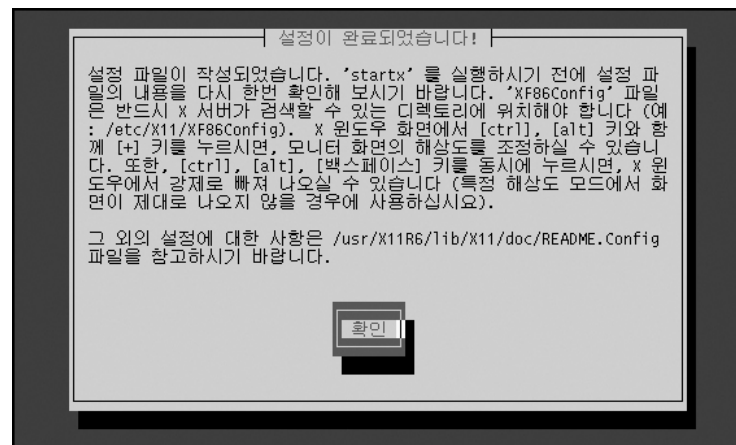 설정이 완료되었습니다!
설정 파일이 작성되었습니다. 'startx' 를 실행하시기 전에 설정 파
일의 내용을 다시 한번 확인해 보시기 바랍니다. 'XF86Config' 파일
은 반드시 X 서버가 검색할 수 있는 디렉토리에 위치해야 합니다 (예
: /etc/X11/XF86Config).  X 윈도우 화면에서 [ctrl], [alt] 키와 함
께 [+] 키를 누르시면, 모니터 화면의 해상도를 조정하실 수 있습니
다. 또한, [ctrl], [alt], [백스페이스] 키를 동시에 누르시면, X 윈
도우에서 강제로 빠져 나오실 수 있습니다 (특정 해상도 모드에서 화
면이 제대로 나오지 않을 경우에 사용하십시요).
그 외의 설정에 대한 사항은 /usr/X11R6/lib/X11/doc/README.Config
파일을 참고하시기 바랍니다.
확인